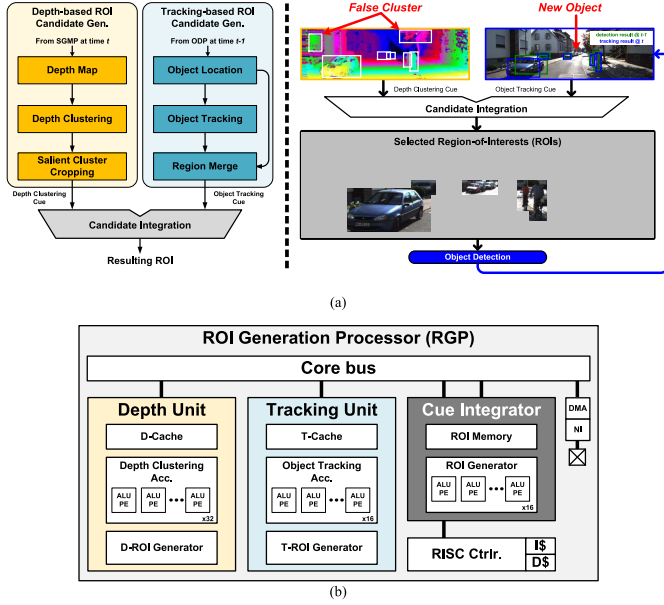 Depth-based ROI
Candidate Gen.
From SGMP at time t
Depth Map
Depth Clustering
Salient Cluster
Cropping
Depth Clustering
Cue
Tracking-based ROI
Candidate Gen.
From ODP at time t-1
Object Location
Object Tracking
Region Merge
Object Tracking
Cue
Candidate Integration
Resulting ROI
False Cluster
New Object
detection result @ t-1
tracking result @ t
Depth Clustering Cue
Object Tracking Cue
Candidate Integration
Selected Region-of-Interests (ROIs)
Object Detection
(a)
ROI Generation Processor (RGP)
Core bus
Depth Unit
D-Cache
Depth Clustering
Acc.
ALU
PE
ALU
PE
ALU
PE
x32
D-ROI Generator
Tracking Unit
T-Cache
Object Tracking
Acc.
ALU
PE
ALU
PE
ALU
PE
x16
T-ROI Generator
Cue Integrator
ROI Memory
ROI Generator
ALU
PE
ALU
PE
ALU
PE
x16
RISC Ctrlr.
I$
D$
DMA
NI
(b)